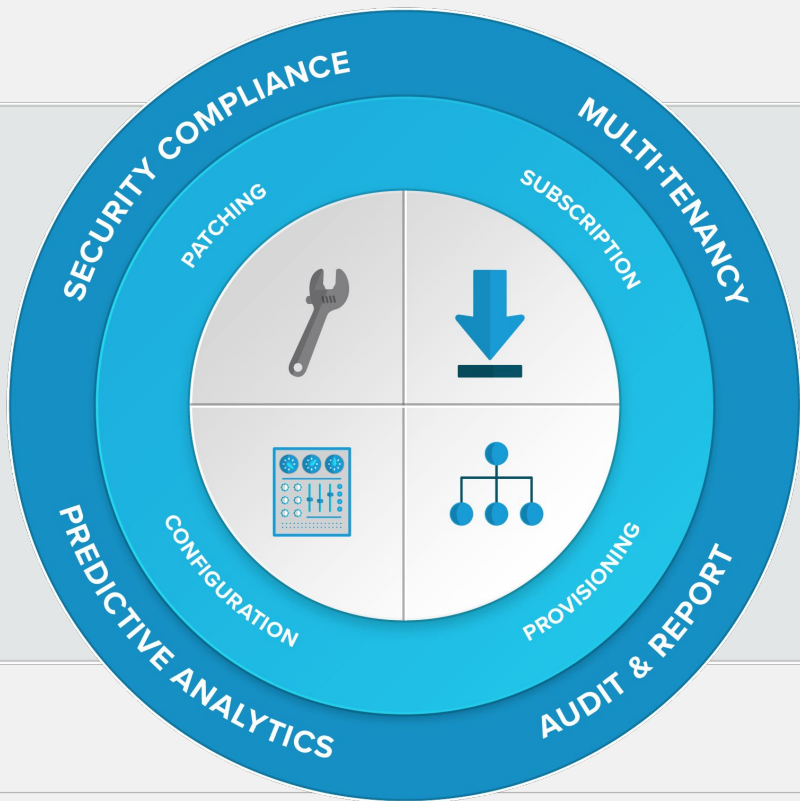 SECURITY COMPLIANCE
MULTI-TENANCY
PATCHING
SUBSCRIPTION
CONFIGURATION
PROVISIONING
PREDICTIVE ANALYTICS
AUDIT & REPORT